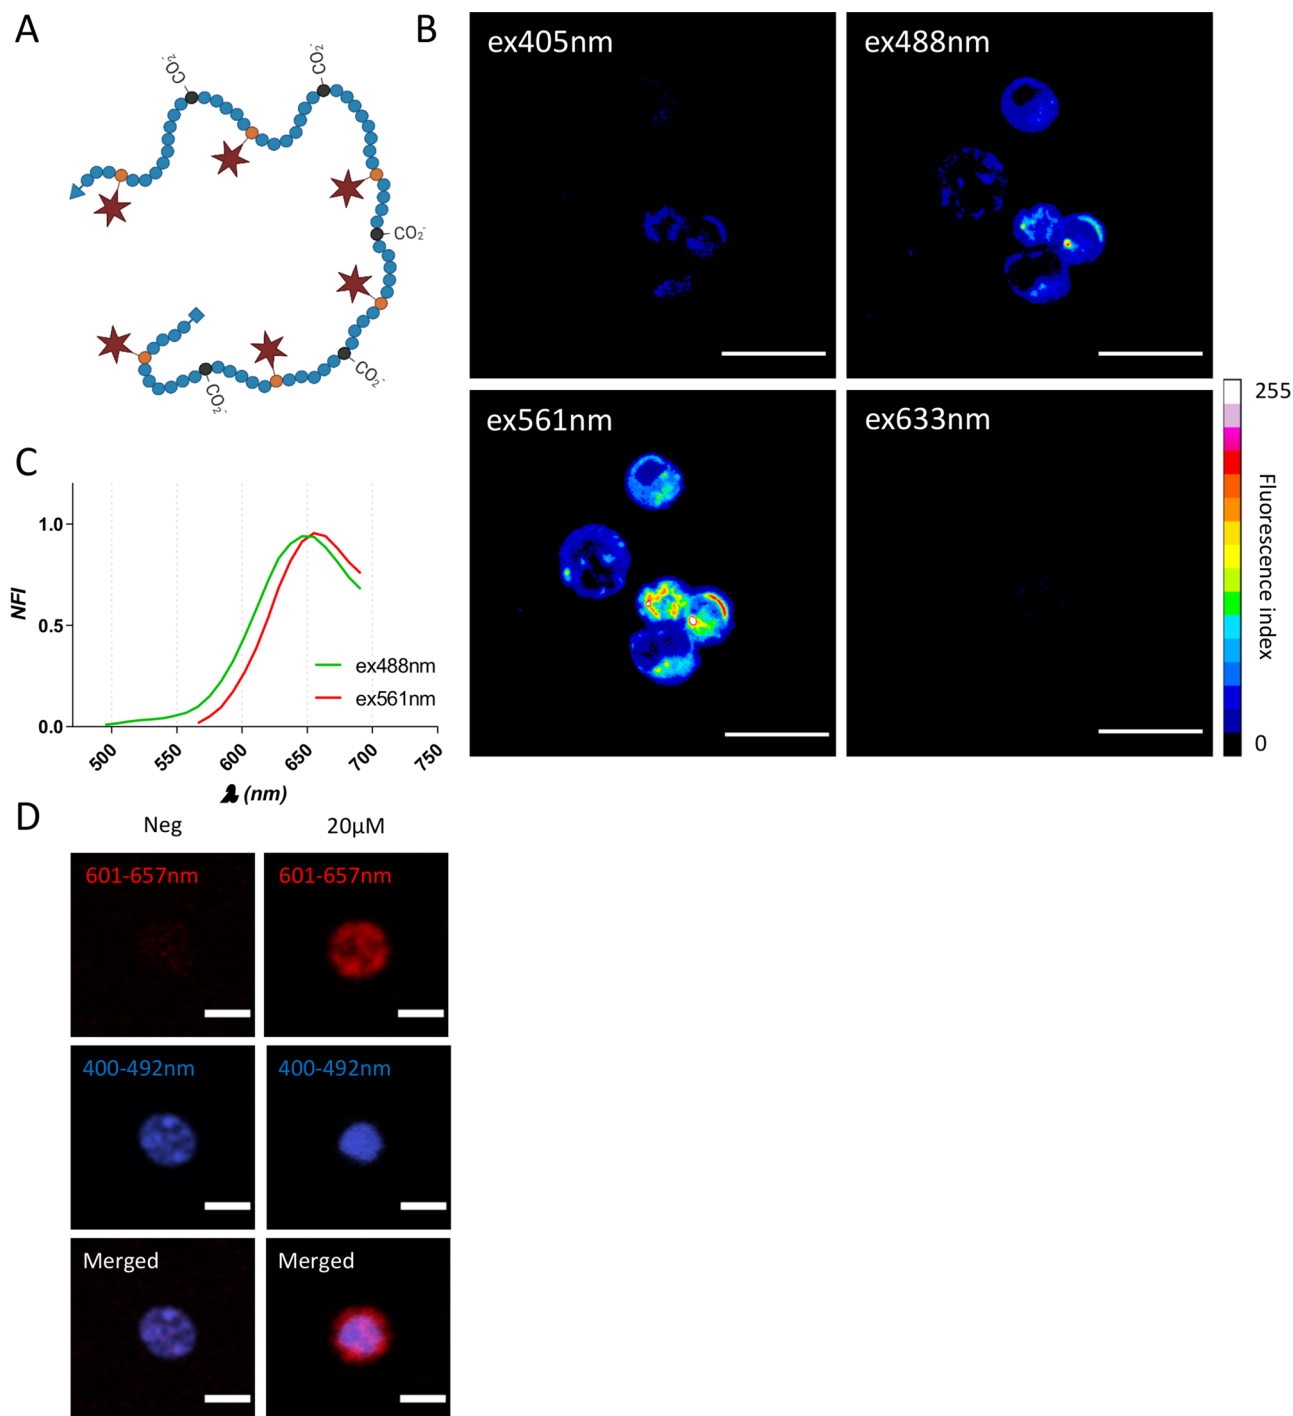 A
CO₂⁻
CO₂⁻
CO₂⁻
CO₂⁻
CO₂⁻
B
ex405nm
ex488nm
ex561nm
ex633nm
255
Fluorescence index
0
C
NFI
1.0
0.5
0.0
ex488nm
ex561nm
500
550
600
650
700
750
λ (nm)
D
Neg
20µM
601-657nm
601-657nm
400-492nm
400-492nm
Merged
Merged